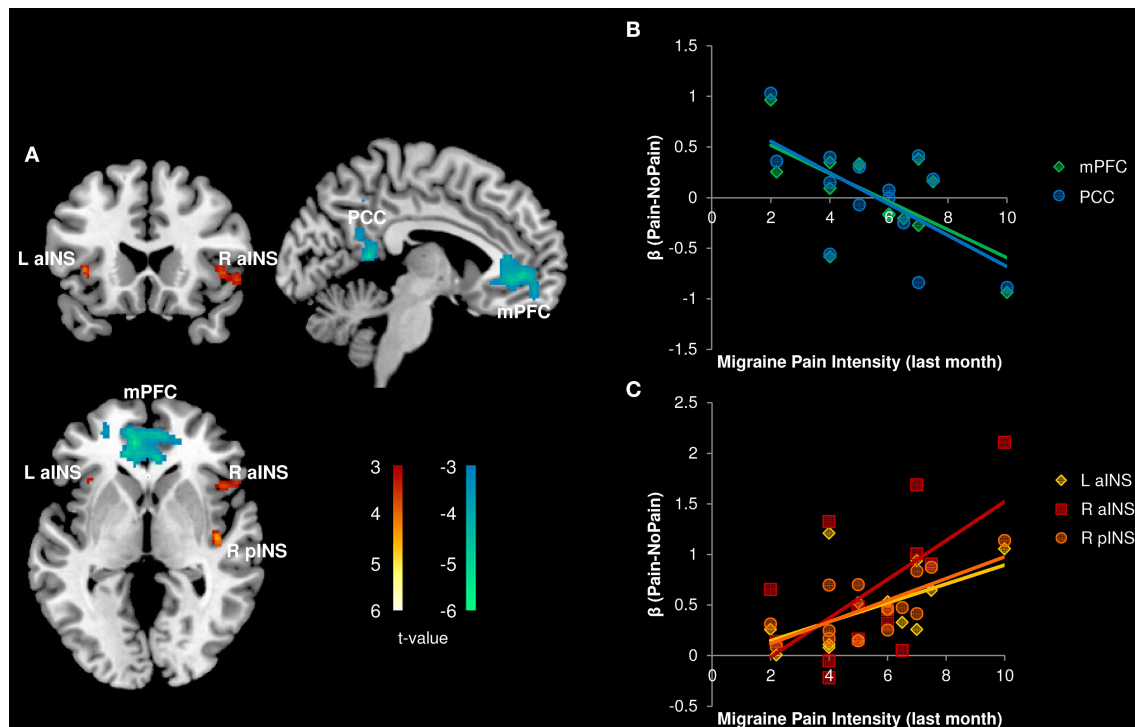 A
L aINS
R aINS
PCC
mPFC
mPFC
L aINS
R aINS
R pINS
3
4
5
6
-3
-4
-5
-6
t-value
B
1.5
1
0.5
0
-0.5
-1
-1.5
0 2 4 6 8 10
β (Pain-NoPain)
Migraine Pain Intensity (last month)
mPFC
PCC
C
2.5
2
1.5
1
0.5
0
-0.5
0 2 4 6 8 10
β (Pain-NoPain)
Migraine Pain Intensity (last month)
L aINS
R aINS
R pINS